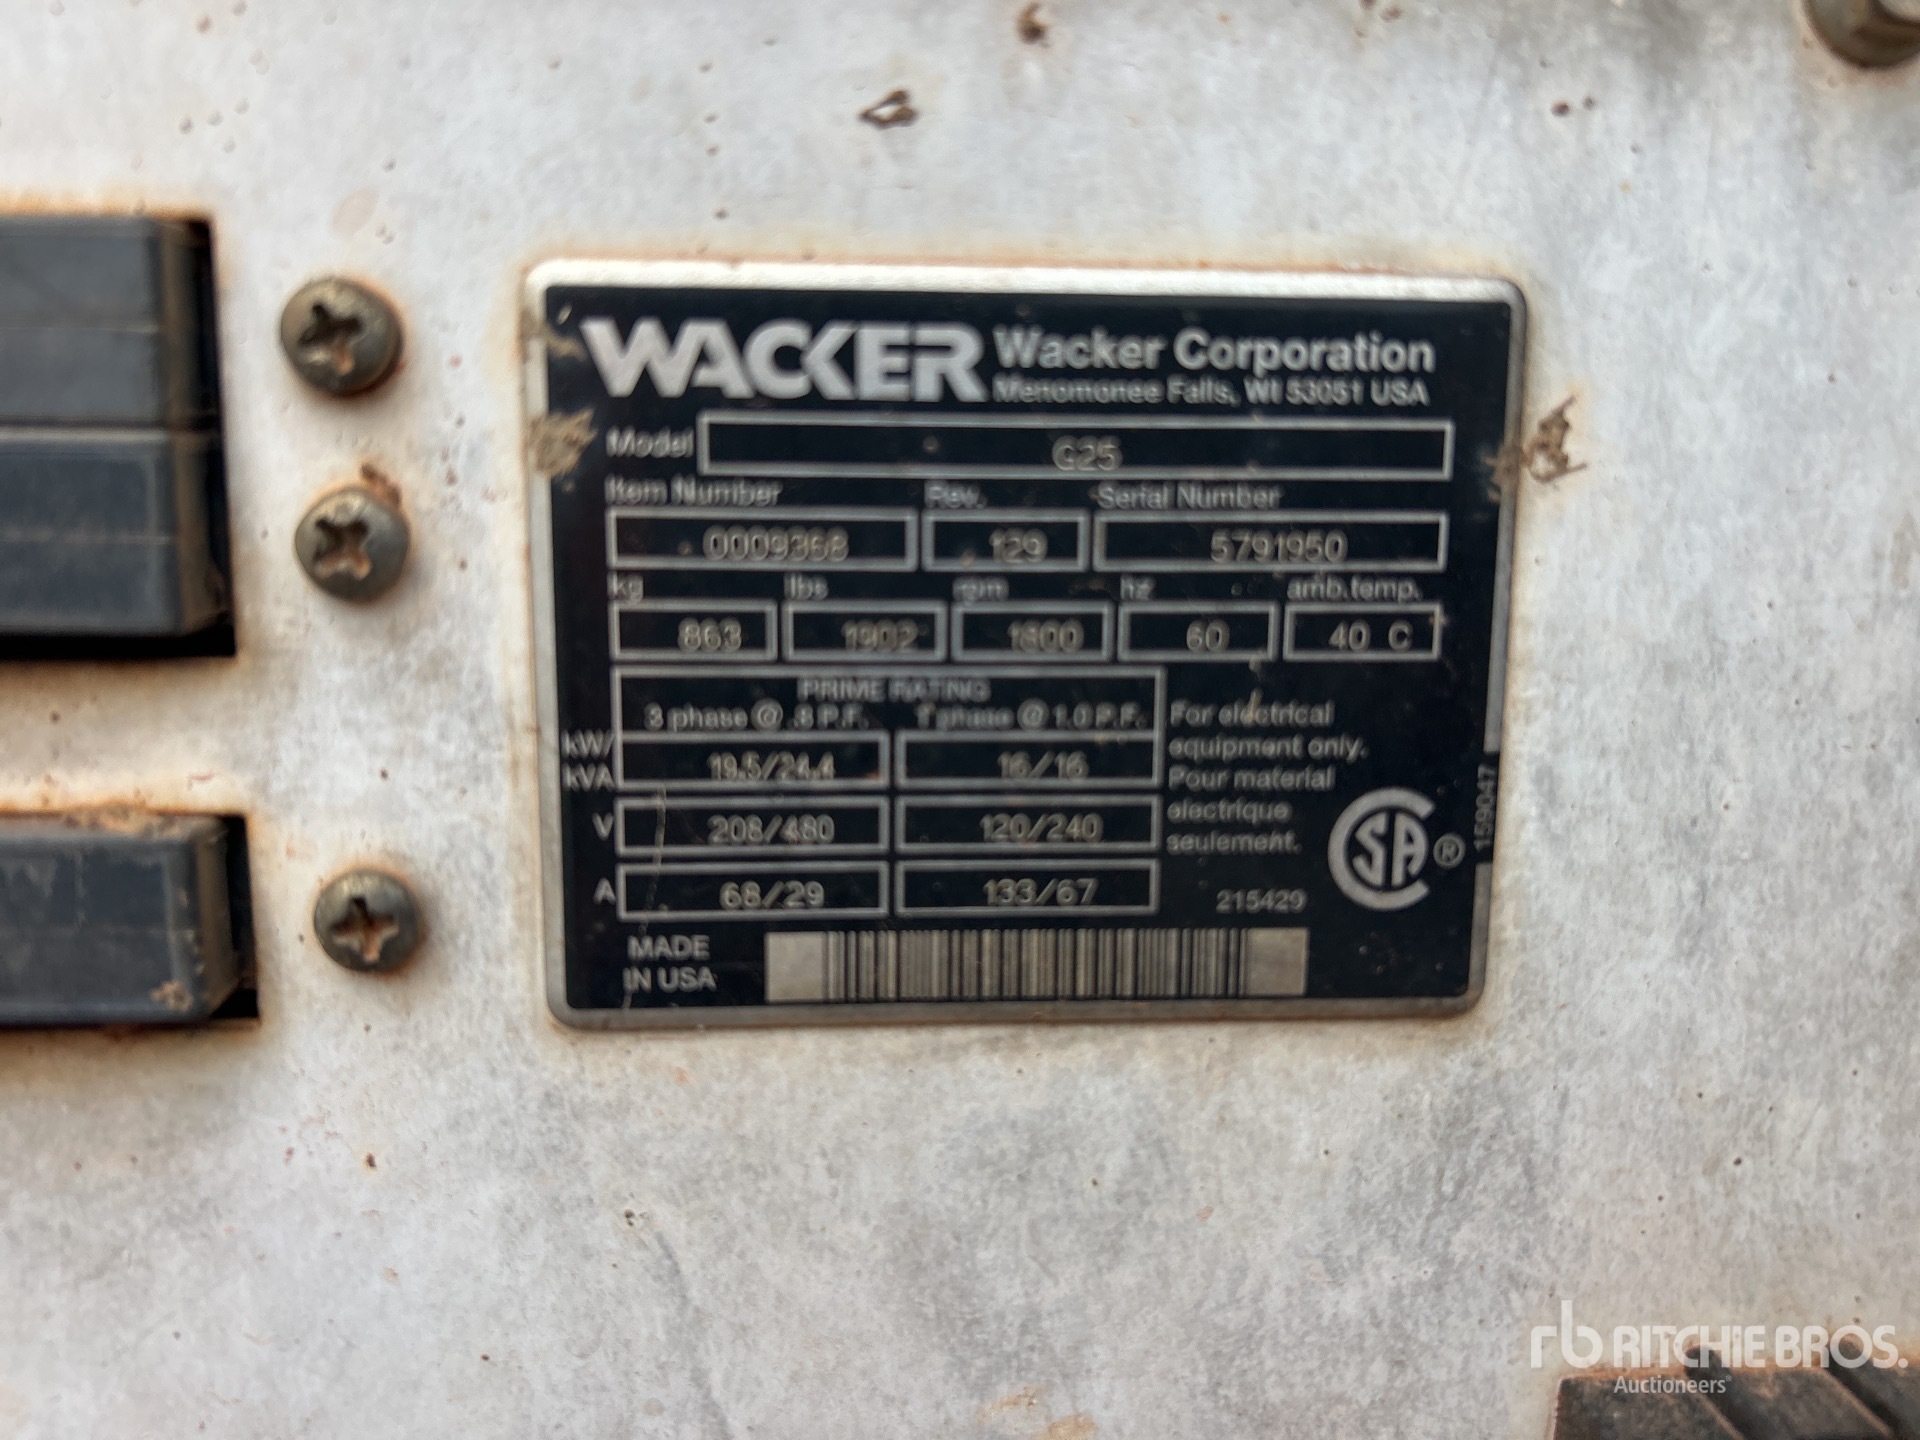 WACKER Wacker Corporation
Menomonee Falls, WI 53051 USA
Model G25
Item Number Rev. Serial Number
0009368 129 5791950
kg lbs rpm hz amb.temp.
863 1902 1800 60 40 C
PRIME RATING
3 phase @ .8 P.F. 1 phase @ 1.0 P.F.
kW/
kVA 19.5/24.4 16/16
V 208/480 120/240
A 68/29 133/67
For electrical
equipment only.
Pour material
electrique
seulement.
215429
CSA ®
159047
MADE
IN USA
rb RITCHIE BROS.
Auctioneers